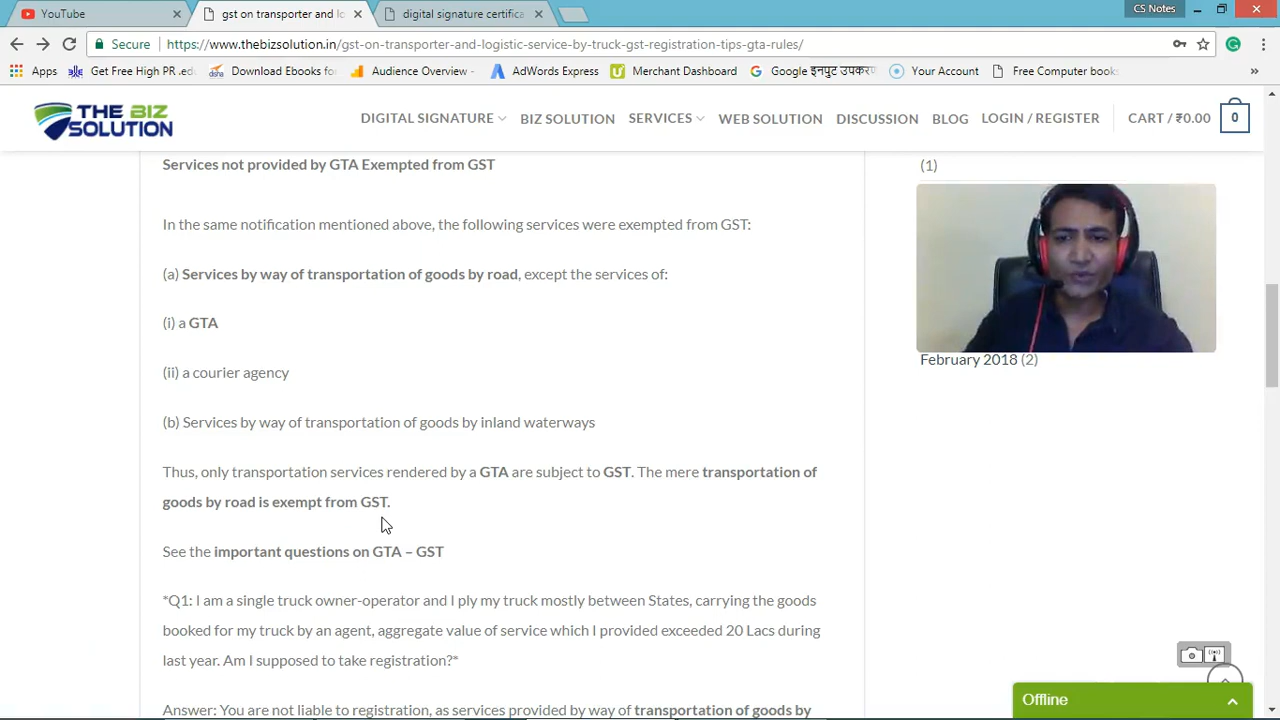 YouTube
gst on transporter and lo
digital signature certifica
CS Notes
Secure
https://www.thebizsolution.in/gst-on-transporter-and-logistic-service-by-truck-gst-registration-tips-gta-rules/
Apps
Get Free High PR .ed
Download Ebooks for
Audience Overview -
AdWords Express
Merchant Dashboard
Google इनपुट उपकरण
Your Account
Free Computer book
THE BIZ
SOLUTION
DIGITAL SIGNATURE
BIZ SOLUTION
SERVICES
WEB SOLUTION
DISCUSSION
BLOG
LOGIN / REGISTER
CART / ₹0.00
0
Services not provided by GTA Exempted from GST
In the same notification mentioned above, the following services were exempted from GST:
(a) Services by way of transportation of goods by road, except the services of:
(i) a GTA
(ii) a courier agency
(b) Services by way of transportation of goods by inland waterways
Thus, only transportation services rendered by a GTA are subject to GST. The mere transportation of
goods by road is exempt from GST.
See the important questions on GTA – GST
*Q1: I am a single truck owner-operator and I ply my truck mostly between States, carrying the goods
booked for my truck by an agent, aggregate value of service which I provided exceeded 20 Lacs during
last year. Am I supposed to take registration?*
Answer: You are not liable to registration, as services provided by way of transportation of goods by
(1)
February 2018 (2)
Offline